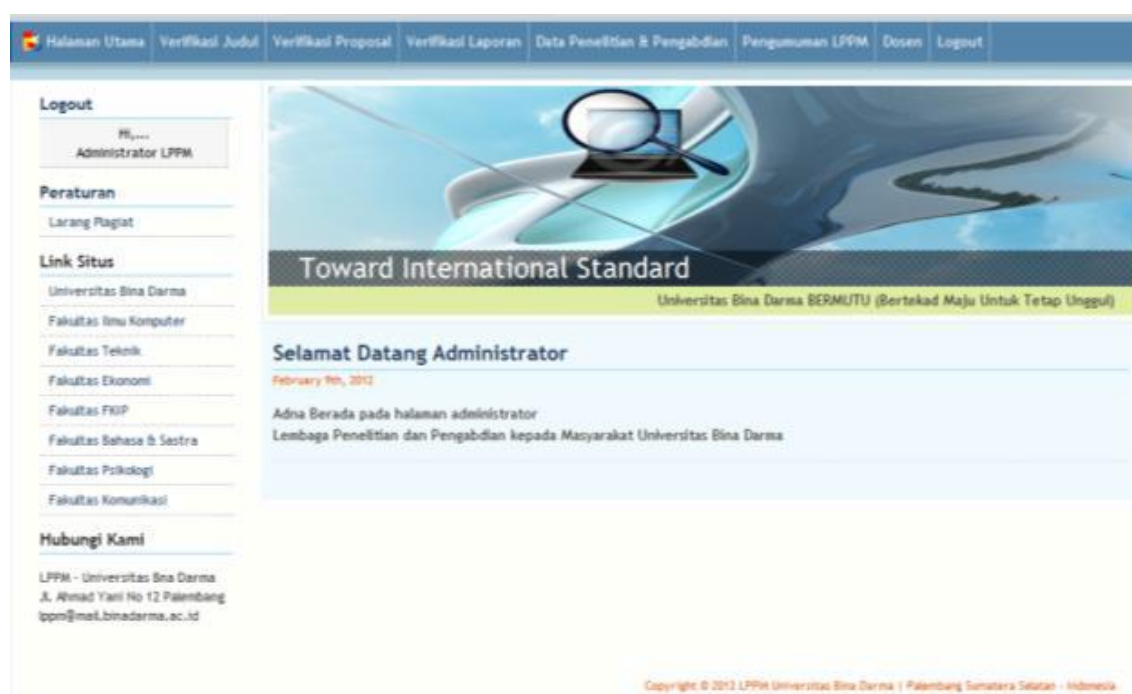 Halaman Utama Verifikasi Judul Verifikasi Proposal Verifikasi Laporan Data Penelitian & Pengabdian Pengumuman LPPM Dosen Logout
Logout
Hi,...
Administrator LPPM
Peraturan
Larang Plagiat
Link Situs
Universitas Bina Darma
Fakultas Ilmu Komputer
Fakultas Teknik
Fakultas Ekonomi
Fakultas FKIP
Fakultas Bahasa & Sastra
Fakultas Psikologi
Fakultas Komunikasi
Hubungi Kami
LPPM - Universitas Bna Darma
Jl. Ahmad Yani No 12 Palembang
lppm@mail.binadarma.ac.id
Toward International Standard
Universitas Bina Darma BERMUTU (Bertekad Maju Untuk Tetap Unggul)
Selamat Datang Administrator
February 9th, 2012
Adna Berada pada halaman administrator
Lembaga Penelitian dan Pengabdian kepada Masyarakat Universitas Bina Darma
Copyright © 2012 LPPM Universitas Bina Darma | Palembang Sumatera Selatan - Indonesia